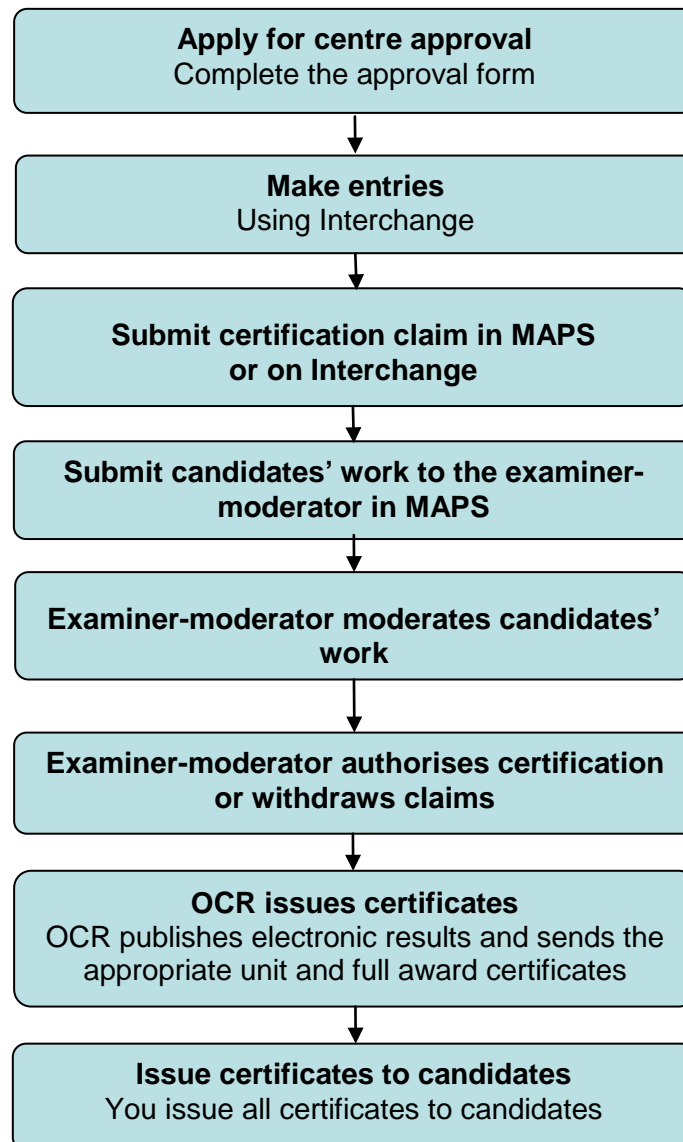 Apply for centre approval
Complete the approval form
Make entries
Using Interchange
Submit certification claim in MAPS
or on Interchange
Submit candidates’ work to the examiner-
moderator in MAPS
Examiner-moderator moderates candidates’
work
Examiner-moderator authorises certification
or withdraws claims
OCR issues certificates
OCR publishes electronic results and sends the
appropriate unit and full award certificates
Issue certificates to candidates
You issue all certificates to candidates